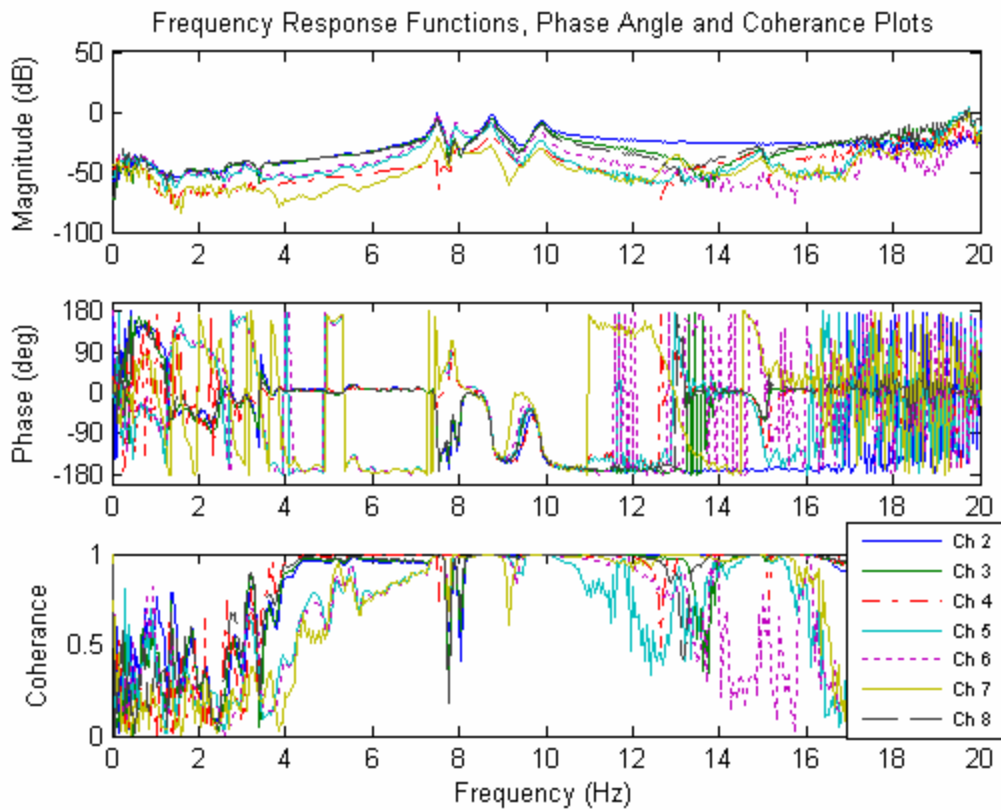 Frequency Response Functions, Phase Angle and Coherance Plots
Magnitude (dB)
50
0
-50
-100
0 2 4 6 8 10 12 14 16 18 20
Phase (deg)
180
90
0
-90
-180
0 2 4 6 8 10 12 14 16 18 20
Coherance
1
0.5
0
0 2 4 6 8 10 12 14 16 18 20
Frequency (Hz)
Ch 2
Ch 3
Ch 4
Ch 5
Ch 6
Ch 7
Ch 8